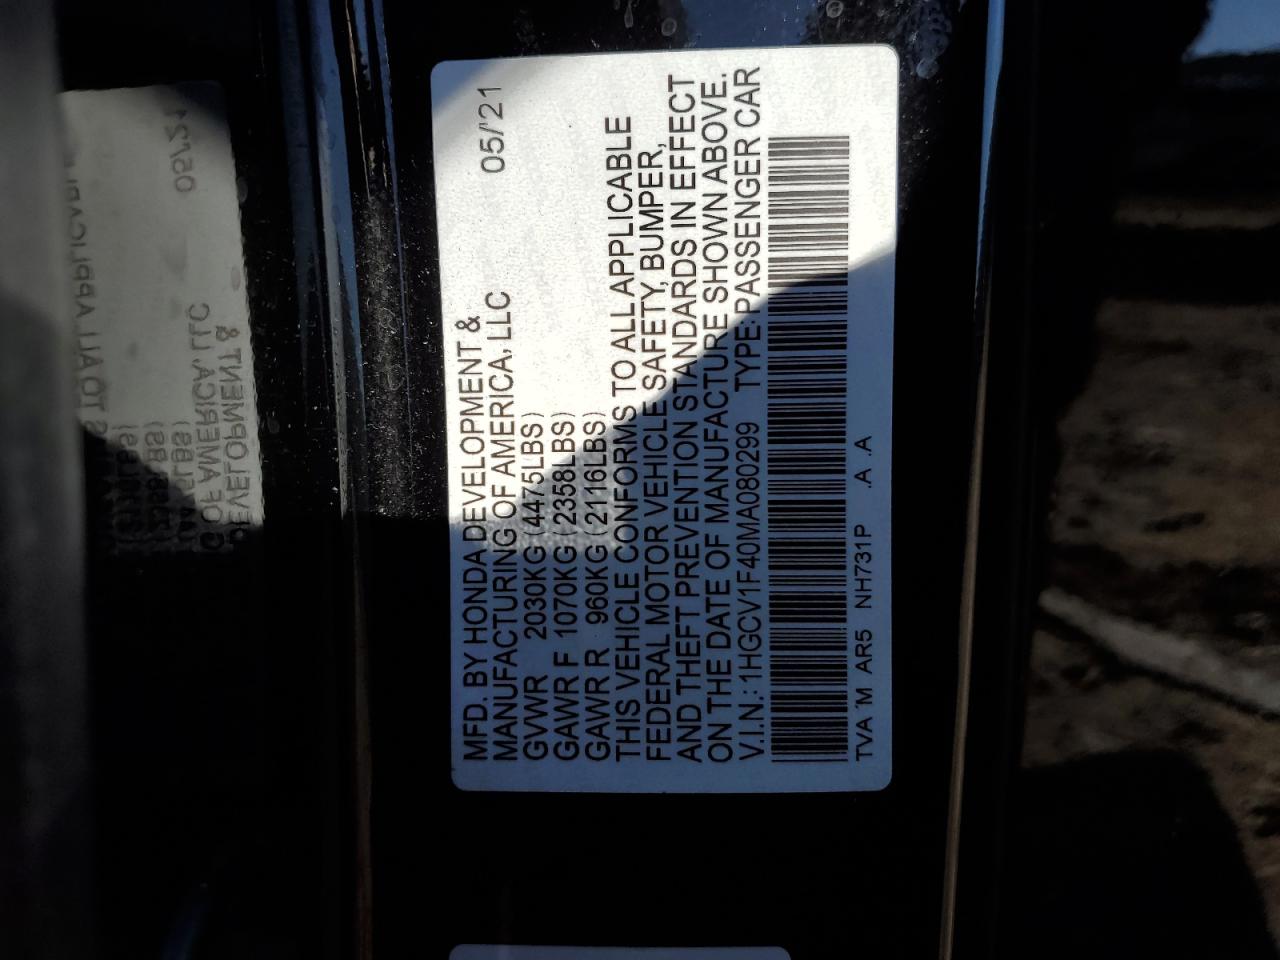 MFD. BY HONDA DEVELOPMENT &
MANUFACTURING OF AMERICA, LLC 05/'21
GVWR 2030KG (4475LBS)
GAWR F 1070KG (2358LBS)
GAWR R 960KG (2116LBS)
THIS VEHICLE CONFORMS TO ALL APPLICABLE
FEDERAL MOTOR VEHICLE SAFETY, BUMPER,
AND THEFT PREVENTION STANDARDS IN EFFECT
ON THE DATE OF MANUFACTURE SHOWN ABOVE.
V.I.N.: 1HGCV1F40MA080299 TYPE: PASSENGER CAR
TVA 'M AR5 NH731P .A .A